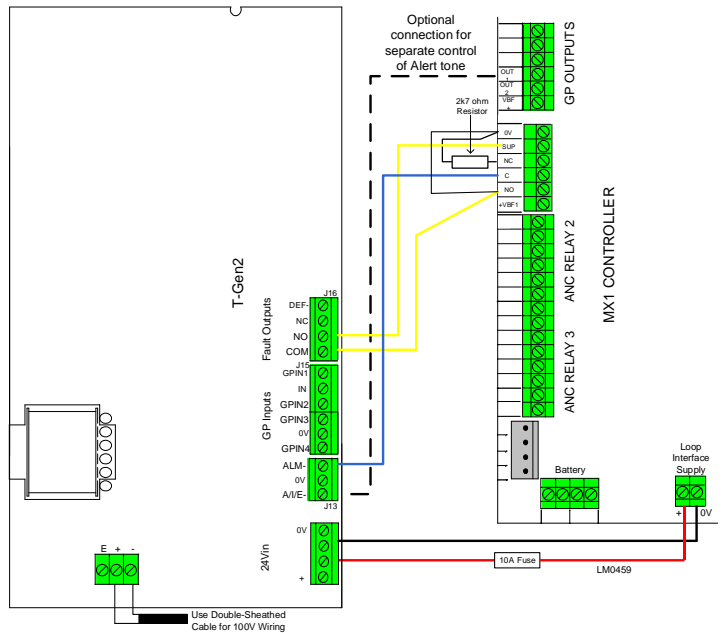 Optional
connection for
separate control
of Alert tone
OUT
1
OUT
2
VBF
+
GP OUTPUTS
2k7 ohm
Resistor
0V
SUP
NC
C
NO
+VBF1
ANC RELAY 2
MX1 CONTROLLER
ANC RELAY 3
T-Gen2
J16
DEF-
NC
NO
COM
Fault Outputs
J15
GPIN1
IN
GPIN2
GPIN3
0V
GPIN4
GP Inputs
ALM-
0V
A/I/E-
J13
0V
+
24Vin
Battery
Loop
Interface
Supply
+
0V
10A Fuse
LM0459
E + -
Use Double-Sheathed
Cable for 100V Wiring